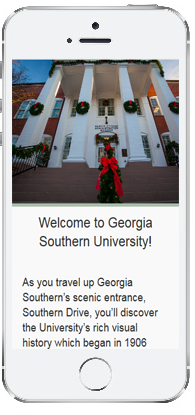 Welcome to Georgia
Southern University!
As you travel up Georgia
Southern's scenic entrance,
Southern Drive, you'll discover
the University's rich visual
history which began in 1906